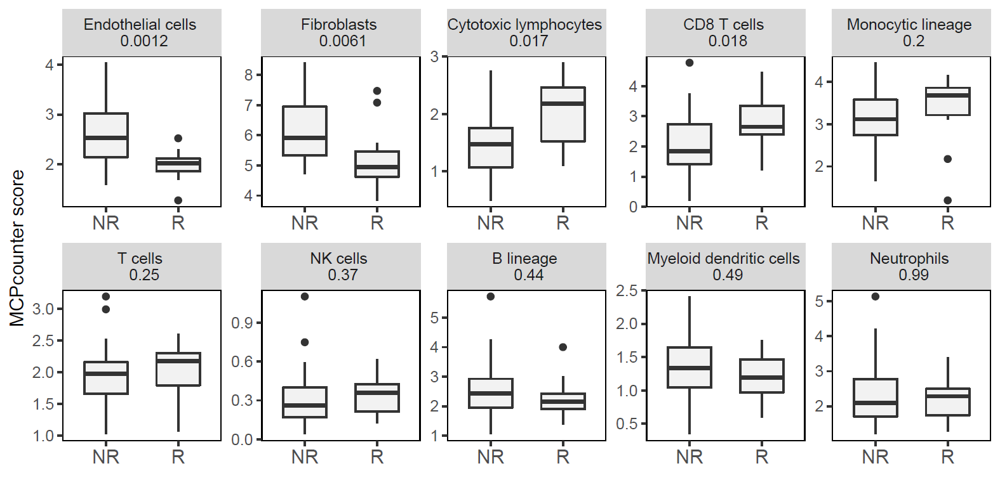 MCPcounter score
Endothelial cells
0.0012
4
3
2
NR R
Fibroblasts
0.0061
8
7
6
5
4
NR R
Cytotoxic lymphocytes
0.017
3
2
1
NR R
CD8 T cells
0.018
4
3
2
1
0
NR R
Monocytic lineage
0.2
4
3
2
NR R
T cells
0.25
3.0
2.5
2.0
1.5
1.0
NR R
NK cells
0.37
0.9
0.6
0.3
0.0
NR R
B lineage
0.44
5
4
3
2
1
NR R
Myeloid dendritic cells
0.49
2.5
2.0
1.5
1.0
0.5
NR R
Neutrophils
0.99
5
4
3
2
NR R